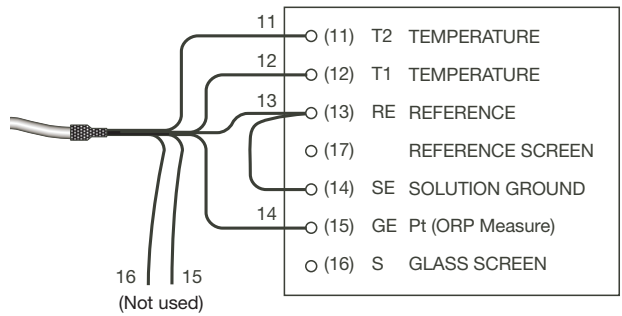 11
(11) T2 TEMPERATURE
12
(12) T1 TEMPERATURE
13
(13) RE REFERENCE
(17) REFERENCE SCREEN
(14) SE SOLUTION GROUND
14
(15) GE Pt (ORP Measure)
(16) S GLASS SCREEN
16 15
(Not used)